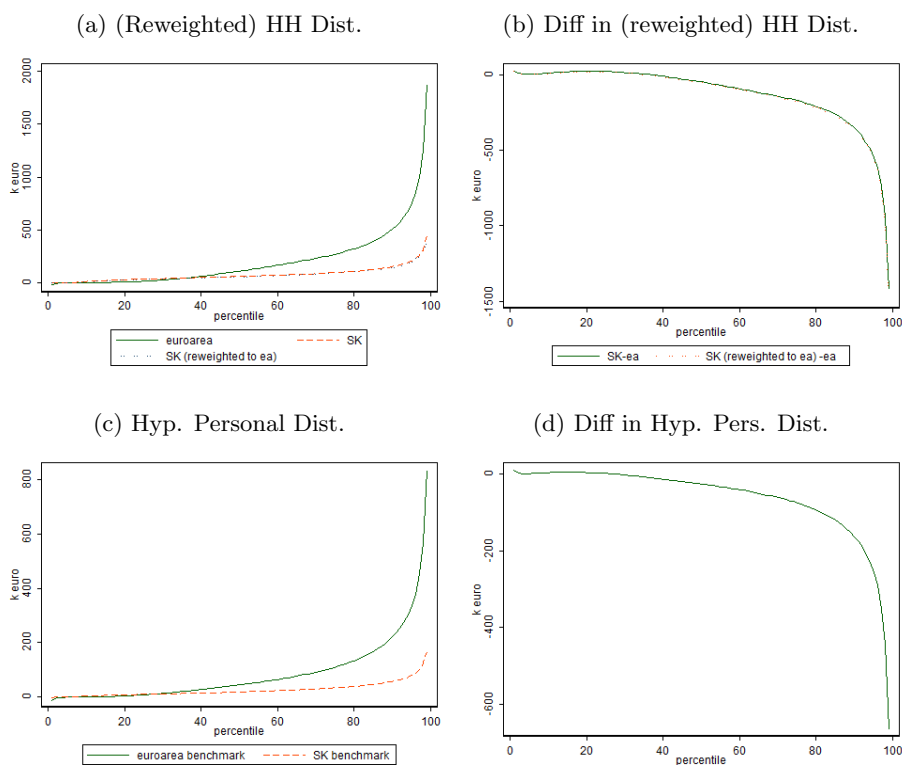 (a) (Reweighted) HH Dist.
2000
1500
1000
500
0
k euro
0 20 40 60 80 100
percentile
euroarea SK
SK (reweighted to ea)
(b) Diff in (reweighted) HH Dist.
0
-500
-1000
-1500
k euro
0 20 40 60 80 100
percentile
SK-ea SK (reweighted to ea) -ea
(c) Hyp. Personal Dist.
800
600
400
200
0
k euro
0 20 40 60 80 100
percentile
euroarea benchmark SK benchmark
(d) Diff in Hyp. Pers. Dist.
0
-200
-400
-600
k euro
0 20 40 60 80 100
percentile